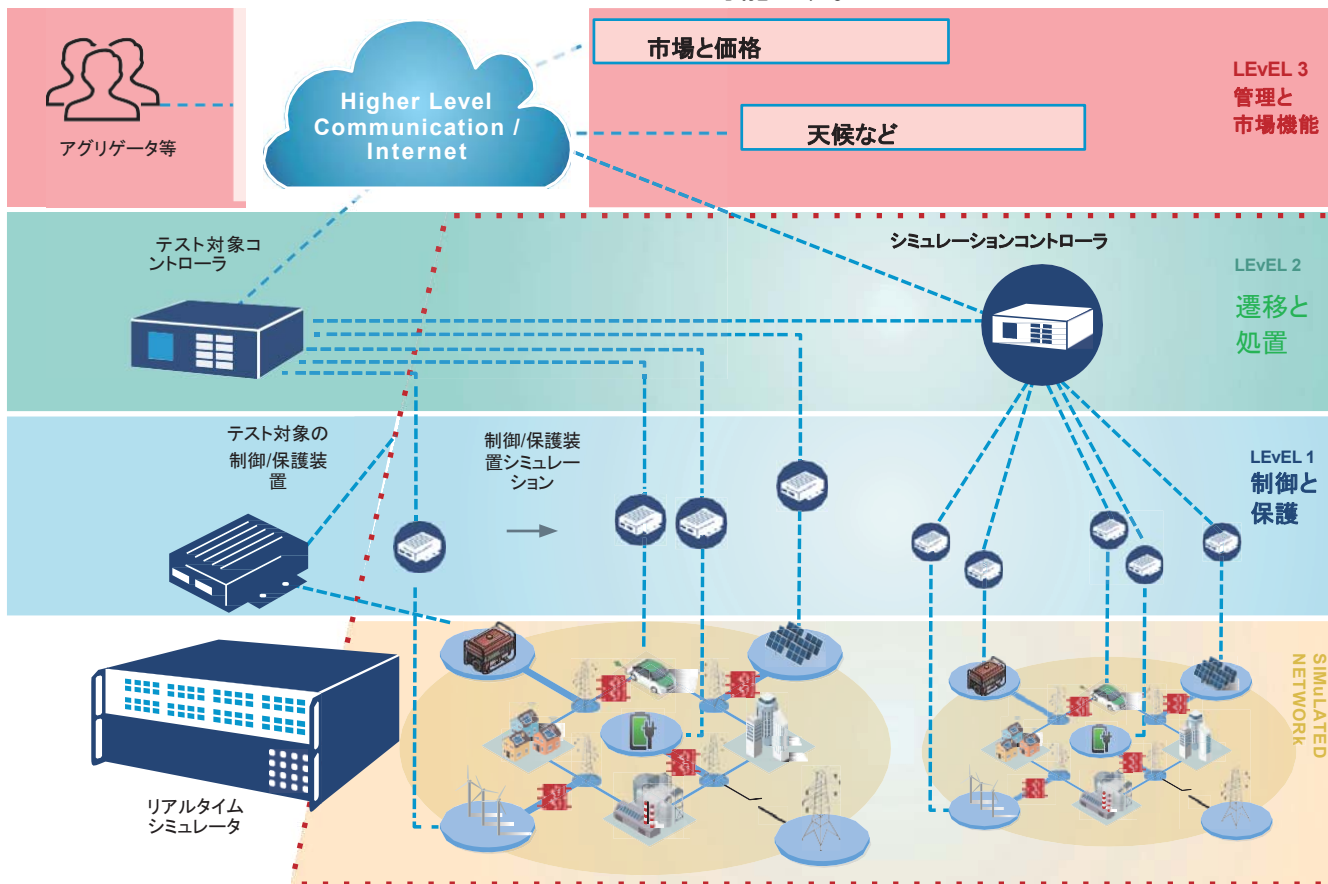 市場と価格
Higher Level
Communication /
Internet
天候など
アグリゲータ等
LEvEL 3
管理と
市場機能
テスト対象コ
ントローラ
シミュレーションコントローラ
LEvEL 2
遷移と
処置
テスト対象の
制御/保護装
置
制御/保護装
置シミュレー
ション
LEvEL 1
制御と
保護
リアルタイム
シミュレータ
SIMuLATED
NETWORk